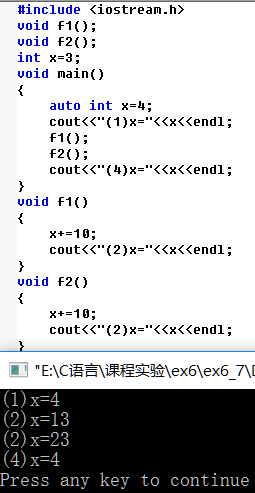 #include <iostream.h>
void f1();
void f2();
int x=3;
void main()
{
    auto int x=4;
    cout<<"(1)x="<<x<<endl;
    f1();
    f2();
    cout<<"(4)x="<<x<<endl;
}
void f1()
{
    x+=10;
    cout<<"(2)x="<<x<<endl;
}
void f2()
{
    x+=10;
    cout<<"(2)x="<<x<<endl;
}
"E:\C语言\课程实验\ex6\ex6_7\D
(1)x=4
(2)x=13
(2)x=23
(4)x=4
Press any key to continue